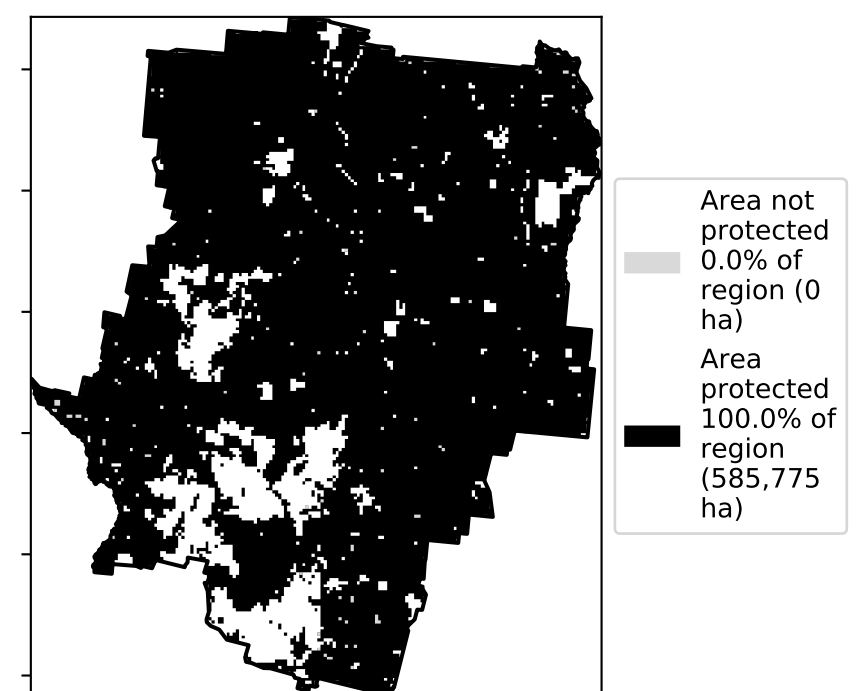 Area not
protected
0.0% of
region (0
ha)
Area
protected
100.0% of
region
(585,775
ha)